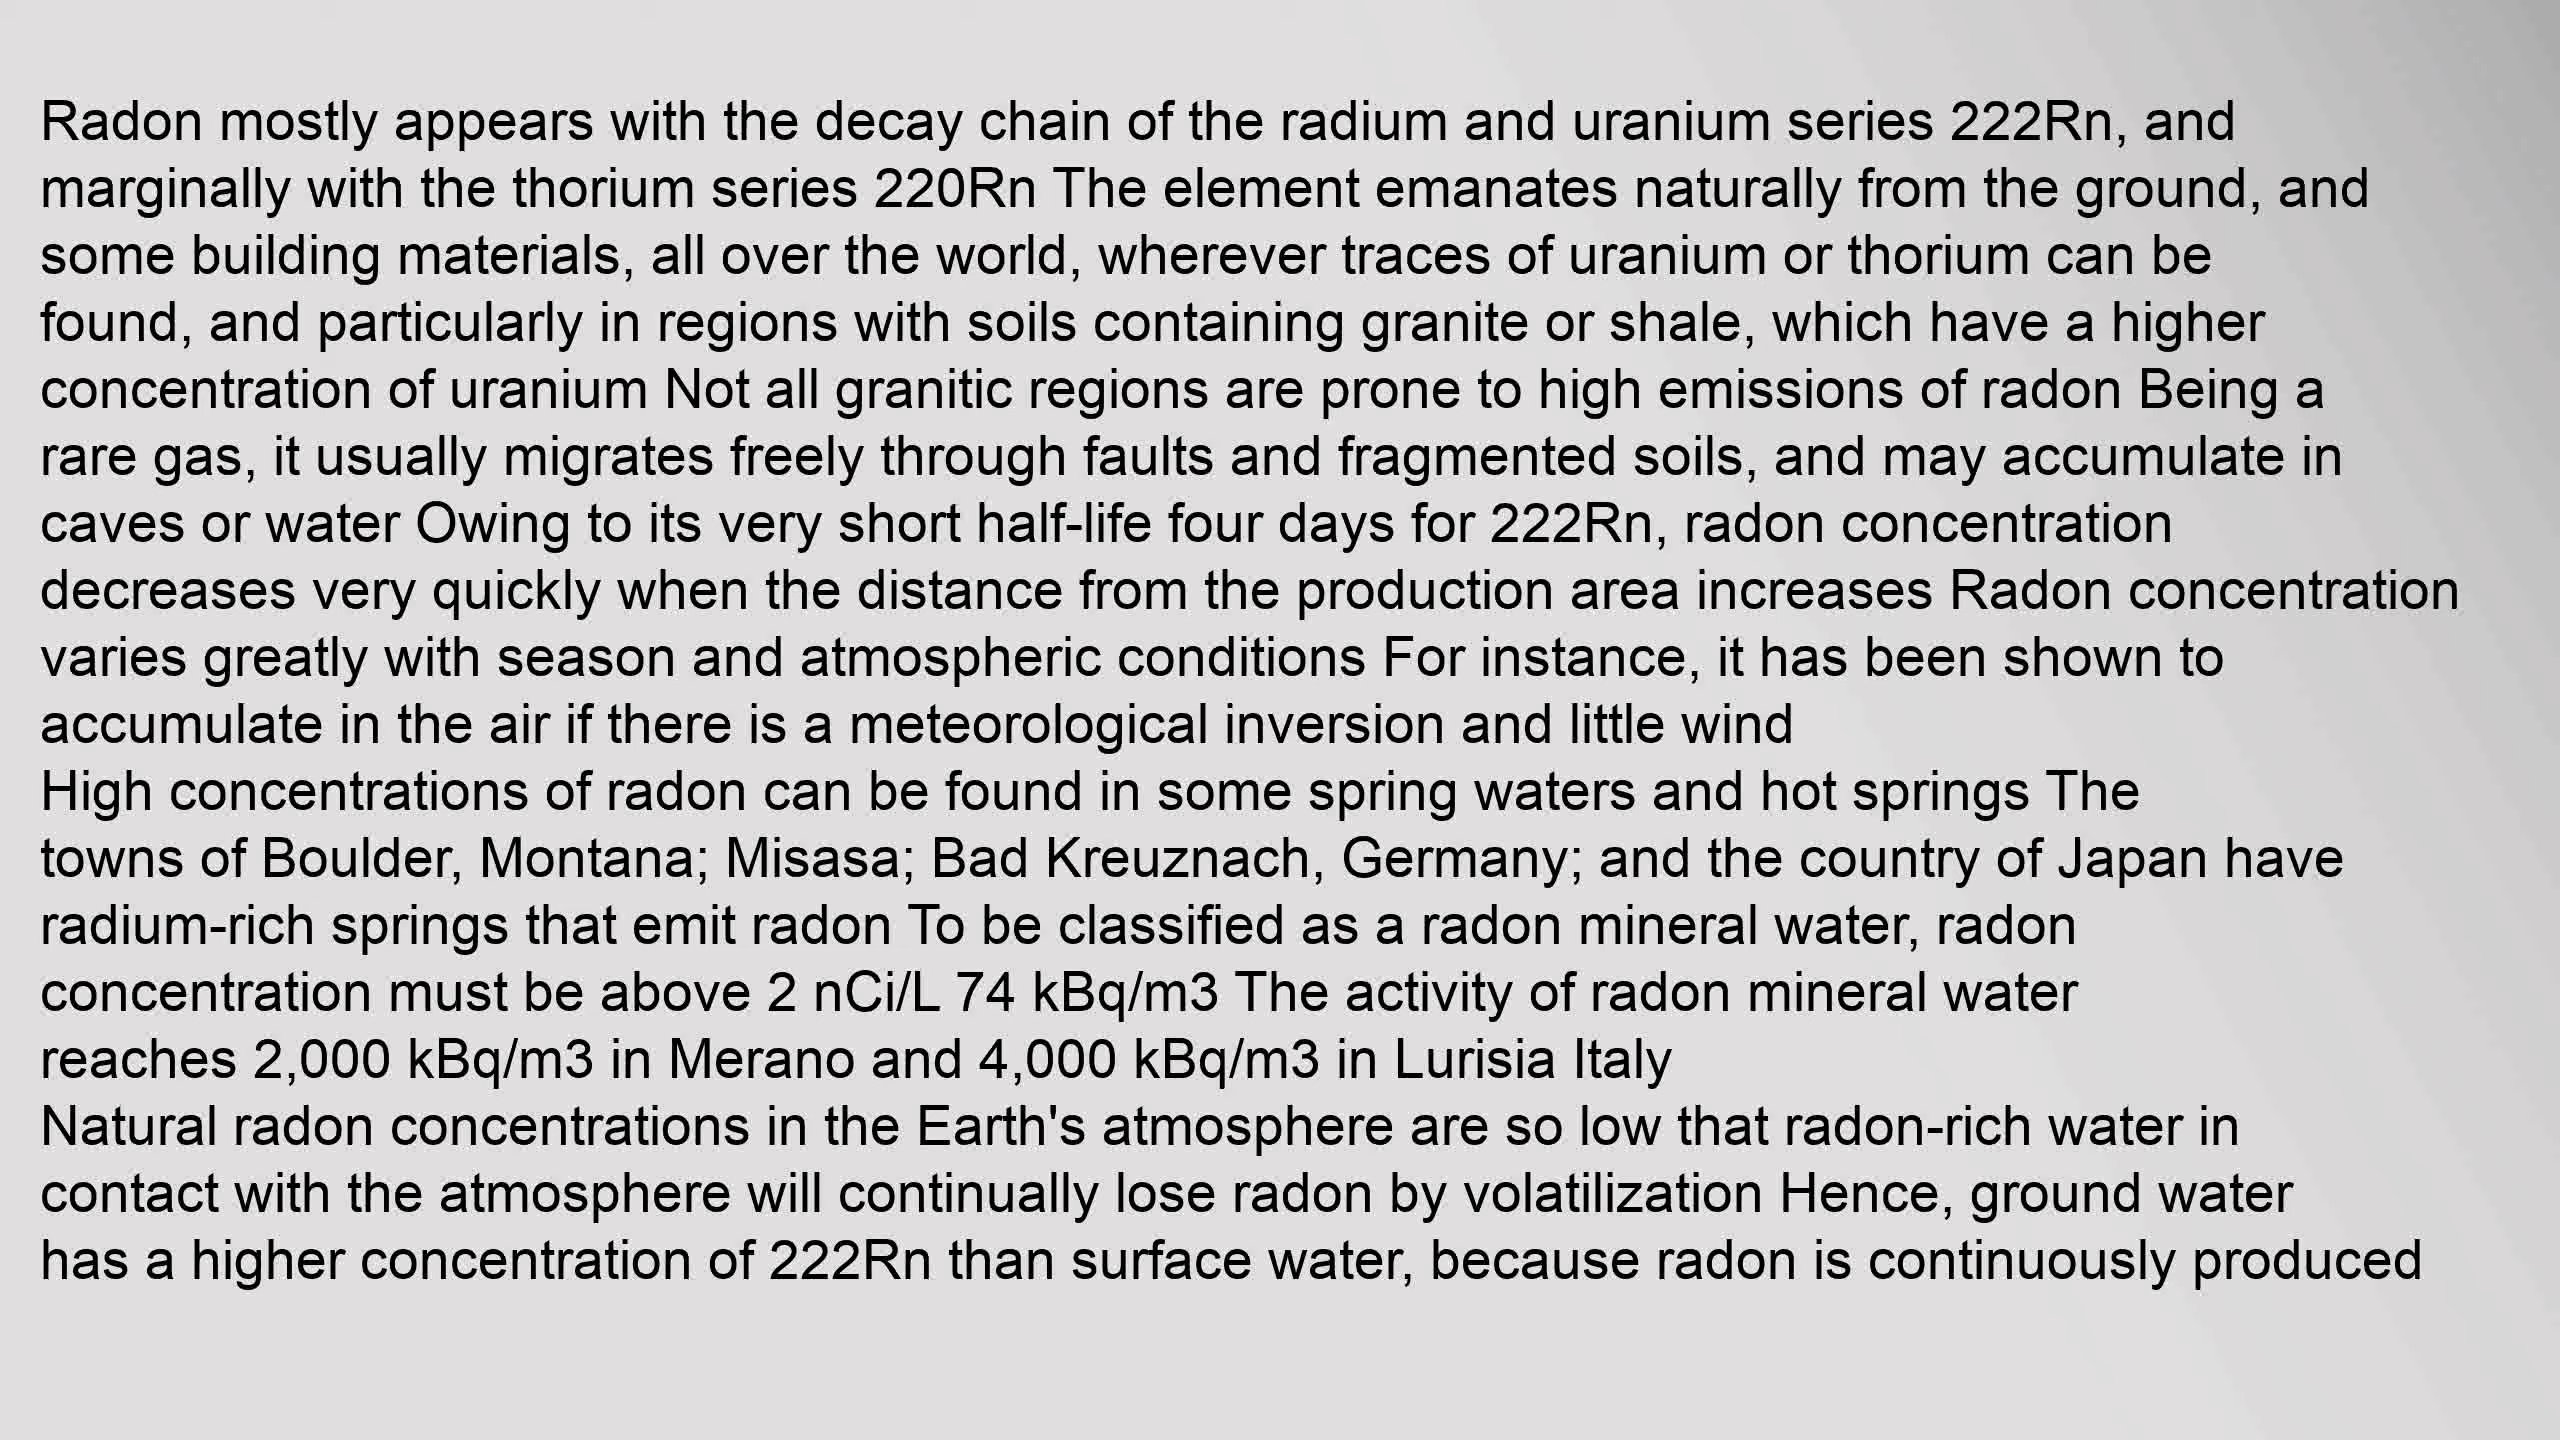 Radon mostly appears with the decay chain of the radium and uranium series 222Rn, and
marginally with the thorium series 220Rn The element emanates naturally from the ground, and
some building materials, all over the world, wherever traces of uranium or thorium can be
found, and particularly in regions with soils containing granite or shale, which have a higher
concentration of uranium Not all granitic regions are prone to high emissions of radon Being a
rare gas, it usually migrates freely through faults and fragmented soils, and may accumulate in
caves or water Owing to its very short half-life four days for 222Rn, radon concentration
decreases very quickly when the distance from the production area increases Radon concentration
varies greatly with season and atmospheric conditions For instance, it has been shown to
accumulate in the air if there is a meteorological inversion and little wind
High concentrations of radon can be found in some spring waters and hot springs The
towns of Boulder, Montana; Misasa; Bad Kreuznach, Germany; and the country of Japan have
radium-rich springs that emit radon To be classified as a radon mineral water, radon
concentration must be above 2 nCi/L 74 kBq/m3 The activity of radon mineral water
reaches 2,000 kBq/m3 in Merano and 4,000 kBq/m3 in Lurisia Italy
Natural radon concentrations in the Earth's atmosphere are so low that radon-rich water in
contact with the atmosphere will continually lose radon by volatilization Hence, ground water
has a higher concentration of 222Rn than surface water, because radon is continuously produced